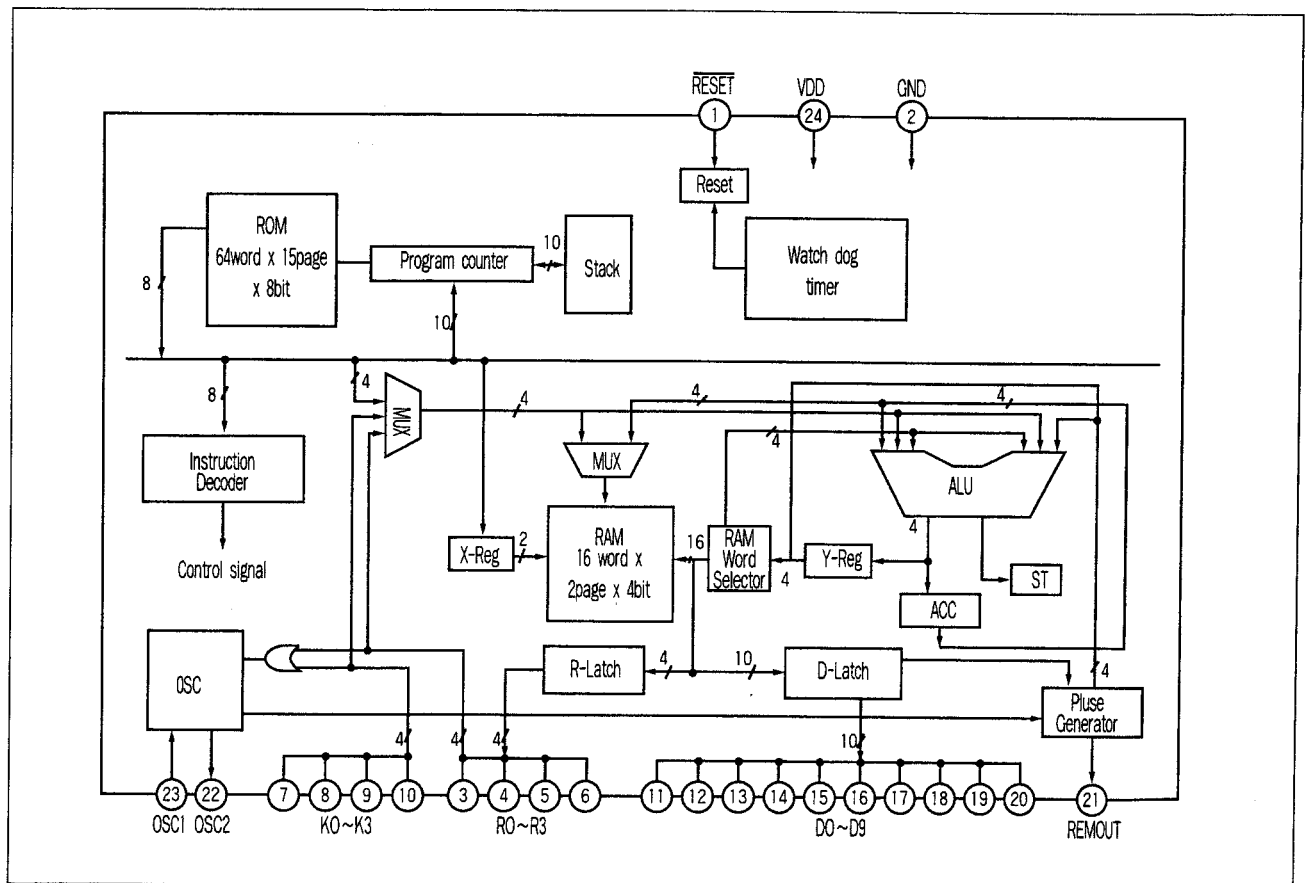 RESET VDD GND
1 24 2
Reset
ROM
64word x 15page
x 8bit
Program counter
10
Stack
Watch dog
timer
8
10
8
4
MUX
4
4
4
4
Instruction
Decoder
Control signal
MUX
ALU
4
X-Reg
2
RAM
16 word x
2page x 4bit
16
RAM
Word
Selector
4
Y-Reg
ST
ACC
OSC
R-Latch
4
10
D-Latch
4
Pluse
Generator
4
4
4
10
23 22 7 8 9 10 3 4 5 6 11 12 13 14 15 16 17 18 19 20 21
OSC1 OSC2 K0~K3 R0~R3 D0~D9 REMOUT